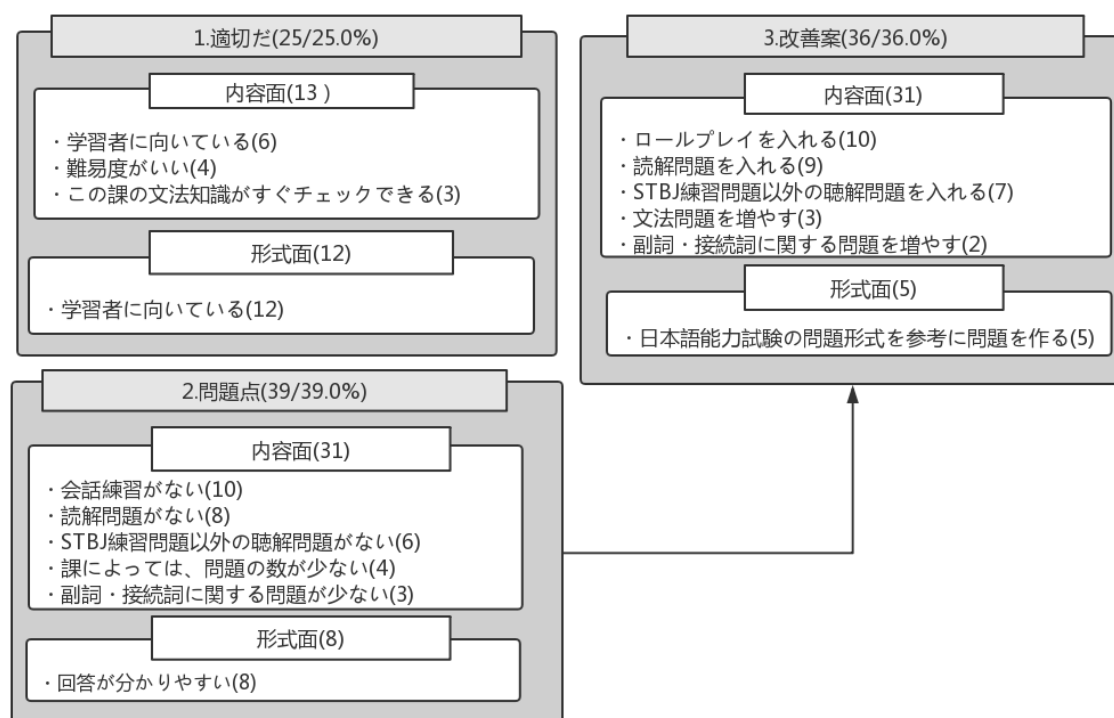 1.適切だ(25/25.0%)
内容面(13 )
・学習者に向いている(6)
・難易度がいい(4)
・この課の文法知識がすぐチェックできる(3)
形式面(12)
・学習者に向いている(12)
2.問題点(39/39.0%)
内容面(31)
・会話練習がない(10)
・読解問題がない(8)
・STBJ練習問題以外の聴解問題がない(6)
・課によっては、問題の数が少ない(4)
・副詞・接続詞に関する問題が少ない(3)
形式面(8)
・回答が分かりやすい(8)
3.改善案(36/36.0%)
内容面(31)
・ロールプレイを入れる(10)
・読解問題を入れる(9)
・STBJ練習問題以外の聴解問題を入れる(7)
・文法問題を増やす(3)
・副詞・接続詞に関する問題を増やす(2)
形式面(5)
・日本語能力試験の問題形式を参考に問題を作る(5)